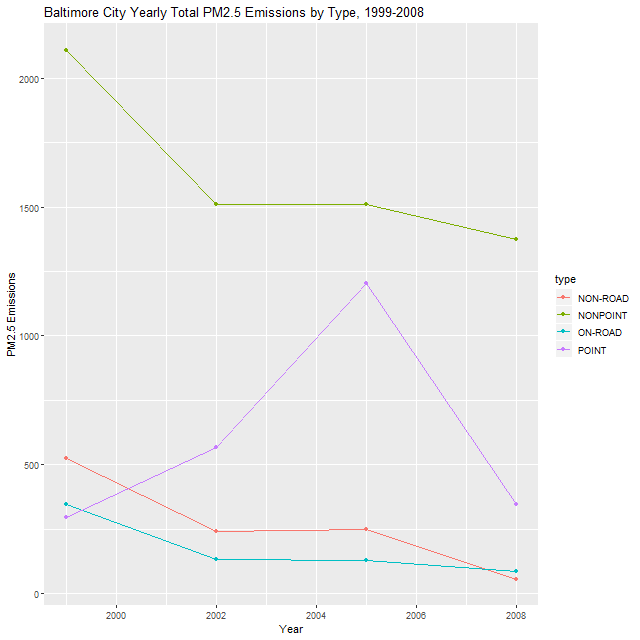 Baltimore City Yearly Total PM2.5 Emissions by Type, 1999-2008
2000
1500
1000
500
0
PM2.5 Emissions
2000 2002 2004 2006 2008
Year
type
NON-ROAD
NONPOINT
ON-ROAD
POINT